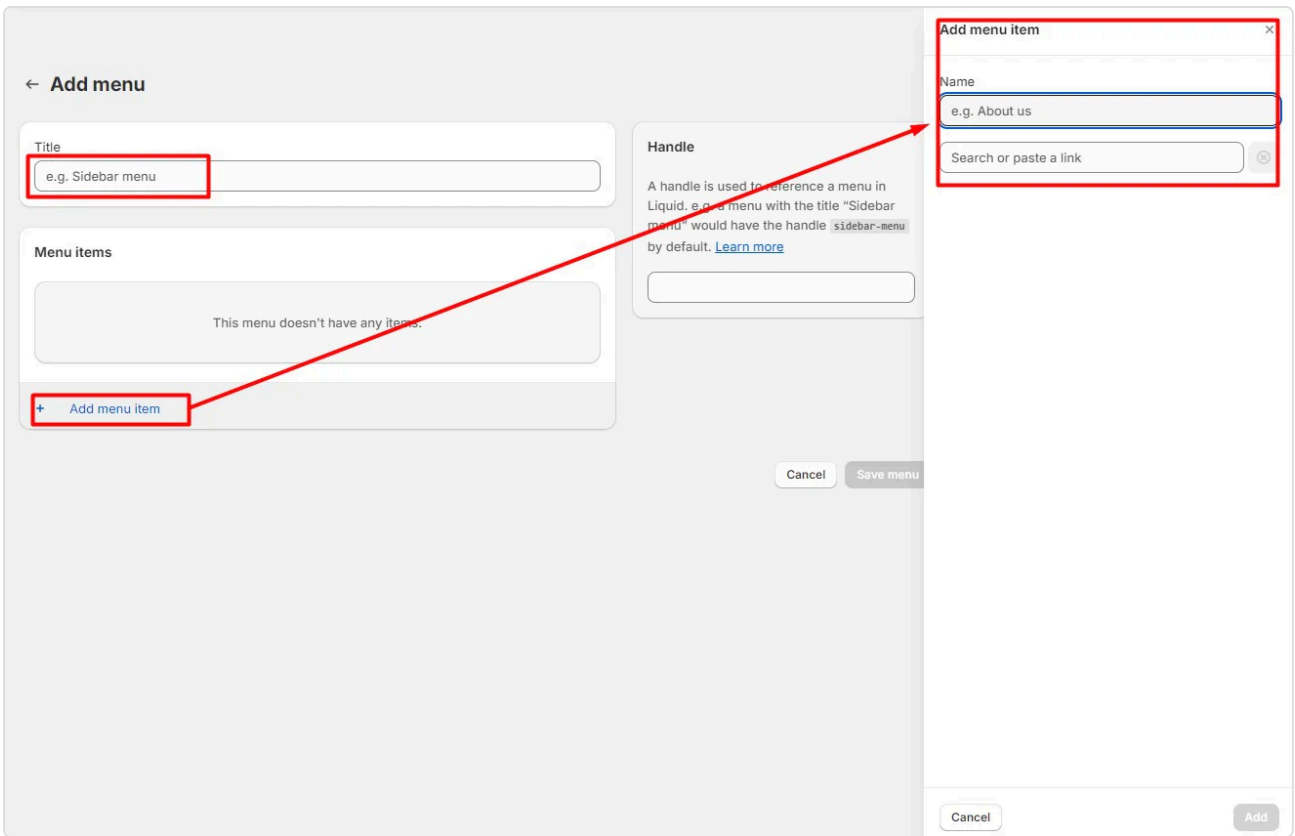 ← Add menu
Title
e.g. Sidebar menu
Menu items
This menu doesn't have any items.
+ Add menu item
Handle
A handle is used to reference a menu in
Liquid. e.g. a menu with the title “Sidebar
menu” would have the handle sidebar-menu
by default. Learn more
Cancel
Save menu
Add menu item
Name
e.g. About us
Search or paste a link
Cancel
Add